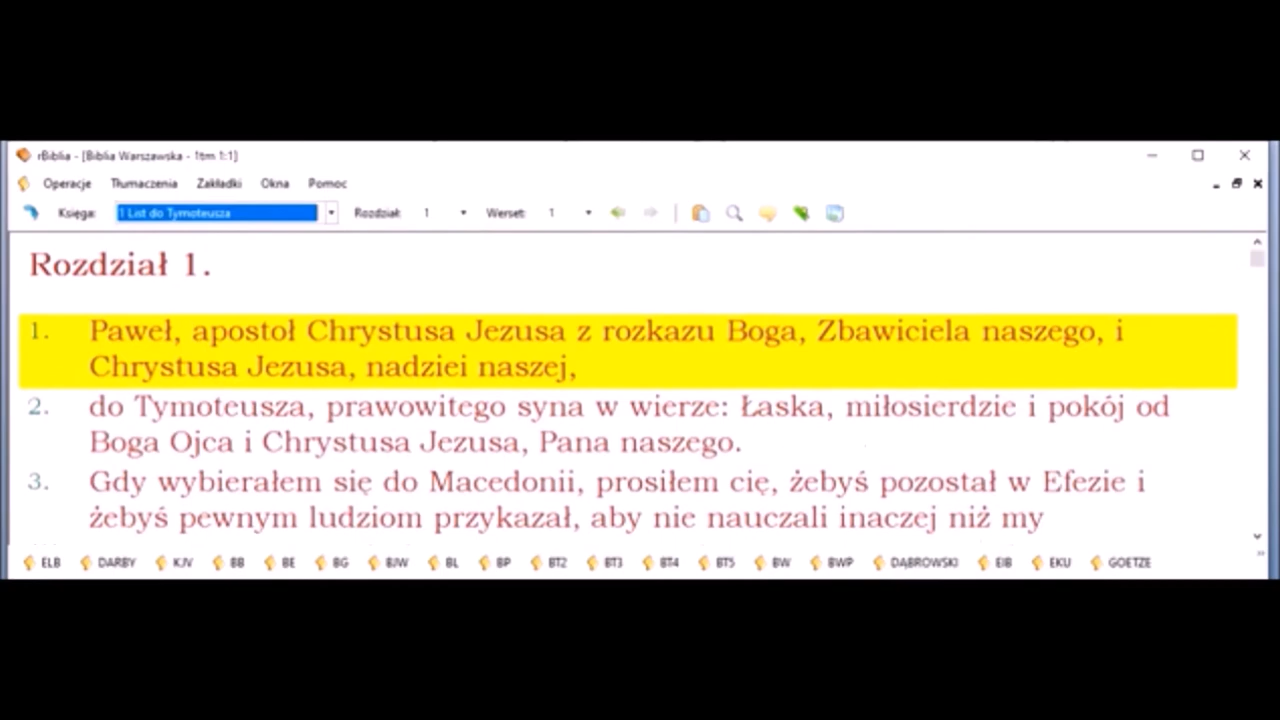 rBiblia - [Biblia Warszawska - 1tm 1:1]
Operacje Tłumaczenia Zakładki Okna Pomoc
Księga: 1 List do Tymoteusza Rozdział: 1 Werset: 1
Rozdział 1.
1. Paweł, apostoł Chrystusa Jezusa z rozkazu Boga, Zbawiciela naszego, i
Chrystusa Jezusa, nadziei naszej,
2. do Tymoteusza, prawowitego syna w wierze: Łaska, miłosierdzie i pokój od
Boga Ojca i Chrystusa Jezusa, Pana naszego.
3. Gdy wybierałem się do Macedonii, prosiłem cię, żebyś pozostał w Efezie i
żebyś pewnym ludziom przykazał, aby nie nauczali inaczej niż my
ELB DARBY KJV BB BE BG BJW BL BP BT2 BT3 BT4 BT5 BW BWP DĄBROWSKI EIB EKU GOETZE